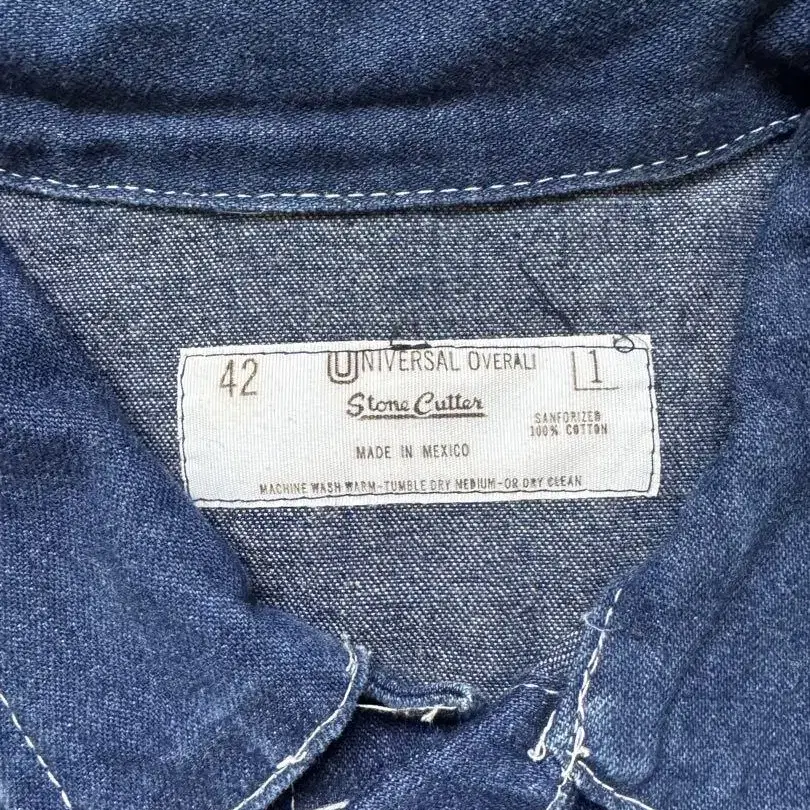 42
UNIVERSAL OVERALL
1
Stone Cutter
SANFORIZED
100% COTTON
MADE IN MEXICO
MACHINE WASH WARM-TUMBLE DRY MEDIUM-OR DRY CLEAN